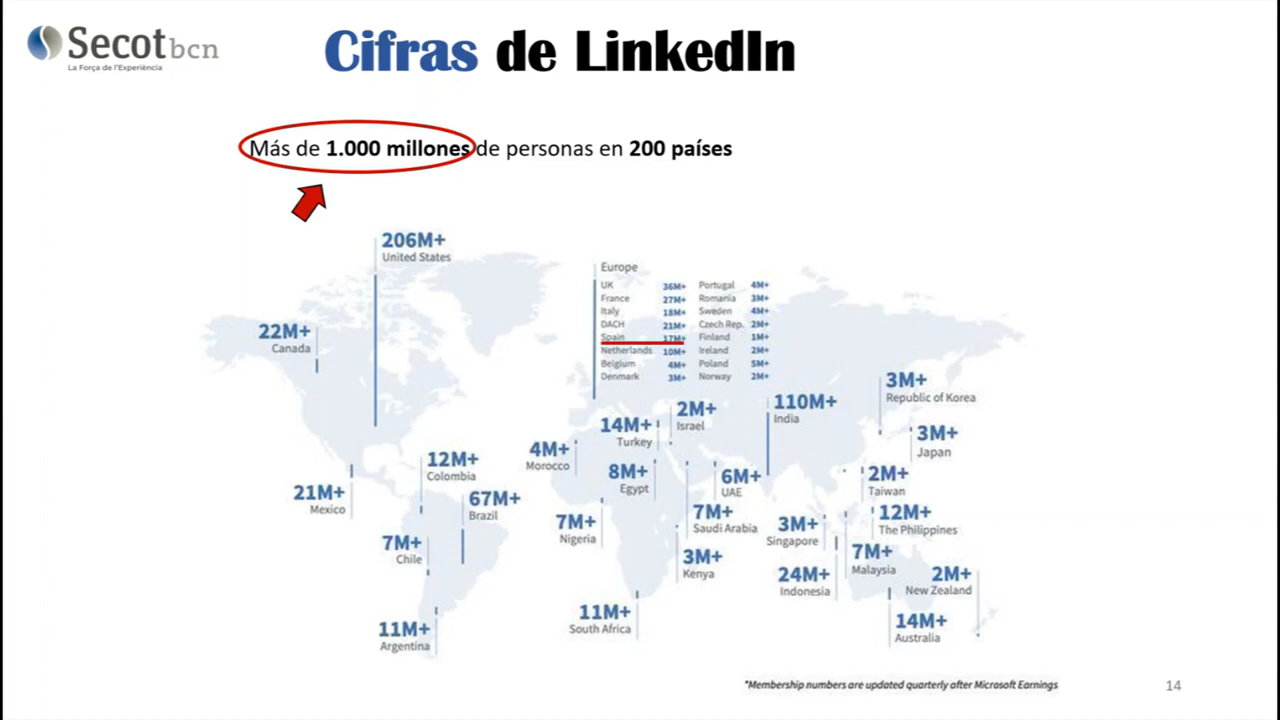 Secot bcn
La Força de l'Experiència
Cifras de LinkedIn
Más de 1.000 millones de personas en 200 países
206M+
United States
22M+
Canada
Europe
UK 36M+ Portugal 4M+
France 27M+ Romania 3M+
Italy 18M+ Sweden 4M+
DACH 21M+ Czech Rep. 2M+
Spain 17M+ Finland 1M+
Netherlands 10M+ Ireland 2M+
Belgium 4M+ Poland 5M+
Denmark 3M+ Norway 2M+
3M+
Republic of Korea
110M+
India
2M+
Israel
14M+
Turkey
3M+
Japan
4M+
Morocco
12M+
Colombia
8M+
Egypt
6M+
UAE
2M+
Taiwan
21M+
Mexico
67M+
Brazil
7M+
Nigeria
7M+
Saudi Arabia
3M+
Singapore
12M+
The Philippines
7M+
Chile
3M+
Kenya
7M+
Malaysia
24M+
Indonesia
2M+
New Zealand
11M+
Argentina
11M+
South Africa
14M+
Australia
*Membership numbers are updated quarterly after Microsoft Earnings
14